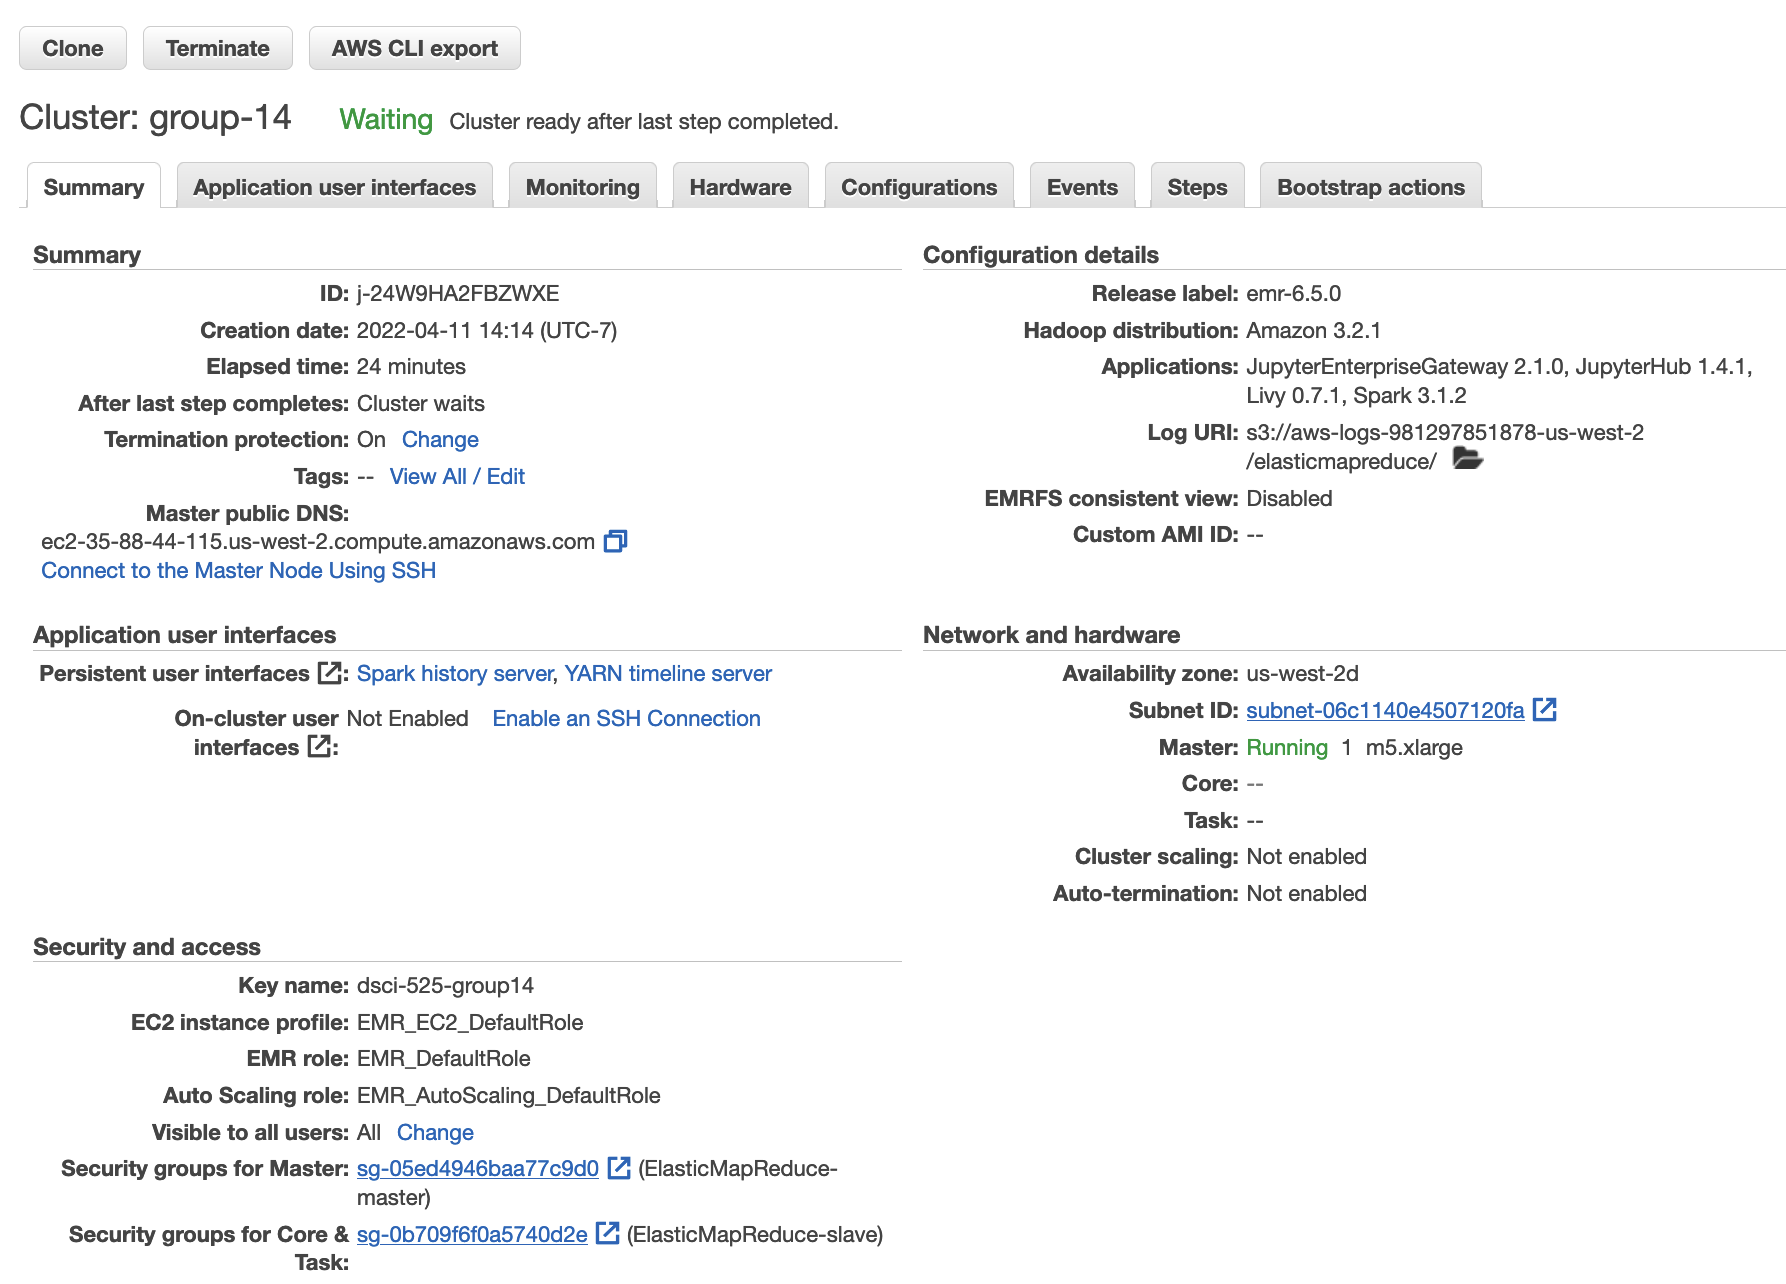 Clone Terminate AWS CLI export
Cluster: group-14 Waiting Cluster ready after last step completed.
Summary Application user interfaces Monitoring Hardware Configurations Events Steps Bootstrap actions
Summary
ID: j-24W9HA2FBZWXE
Creation date: 2022-04-11 14:14 (UTC-7)
Elapsed time: 24 minutes
After last step completes: Cluster waits
Termination protection: On Change
Tags: -- View All / Edit
Master public DNS:
ec2-35-88-44-115.us-west-2.compute.amazonaws.com
Connect to the Master Node Using SSH
Configuration details
Release label: emr-6.5.0
Hadoop distribution: Amazon 3.2.1
Applications: JupyterEnterpriseGateway 2.1.0, JupyterHub 1.4.1,
Livy 0.7.1, Spark 3.1.2
Log URI: s3://aws-logs-981297851878-us-west-2
/elasticmapreduce/
EMRFS consistent view: Disabled
Custom AMI ID: --
Application user interfaces
Persistent user interfaces : Spark history server, YARN timeline server
On-cluster user Not Enabled Enable an SSH Connection
interfaces :
Network and hardware
Availability zone: us-west-2d
Subnet ID: subnet-06c1140e4507120fa
Master: Running 1 m5.xlarge
Core: --
Task: --
Cluster scaling: Not enabled
Auto-termination: Not enabled
Security and access
Key name: dsci-525-group14
EC2 instance profile: EMR_EC2_DefaultRole
EMR role: EMR_DefaultRole
Auto Scaling role: EMR_AutoScaling_DefaultRole
Visible to all users: All Change
Security groups for Master: sg-05ed4946baa77c9d0 (ElasticMapReduce-
master)
Security groups for Core & sg-0b709f6f0a5740d2e (ElasticMapReduce-slave)
Task: